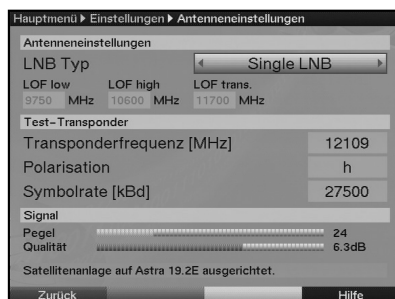 Hauptmenü ▶ Einstellungen ▶ Antenneneinstellungen
Antenneneinstellungen
LNB Typ ◀ Single LNB ▶
LOF low LOF high LOF trans.
9750 MHz 10600 MHz 11700 MHz
Test-Transponder
Transponderfrequenz [MHz] 12109
Polarisation h
Symbolrate [kBd] 27500
Signal
Pegel 24
Qualität 6.3dB
Satellitenanlage auf Astra 19.2E ausgerichtet.
Zurück Hilfe